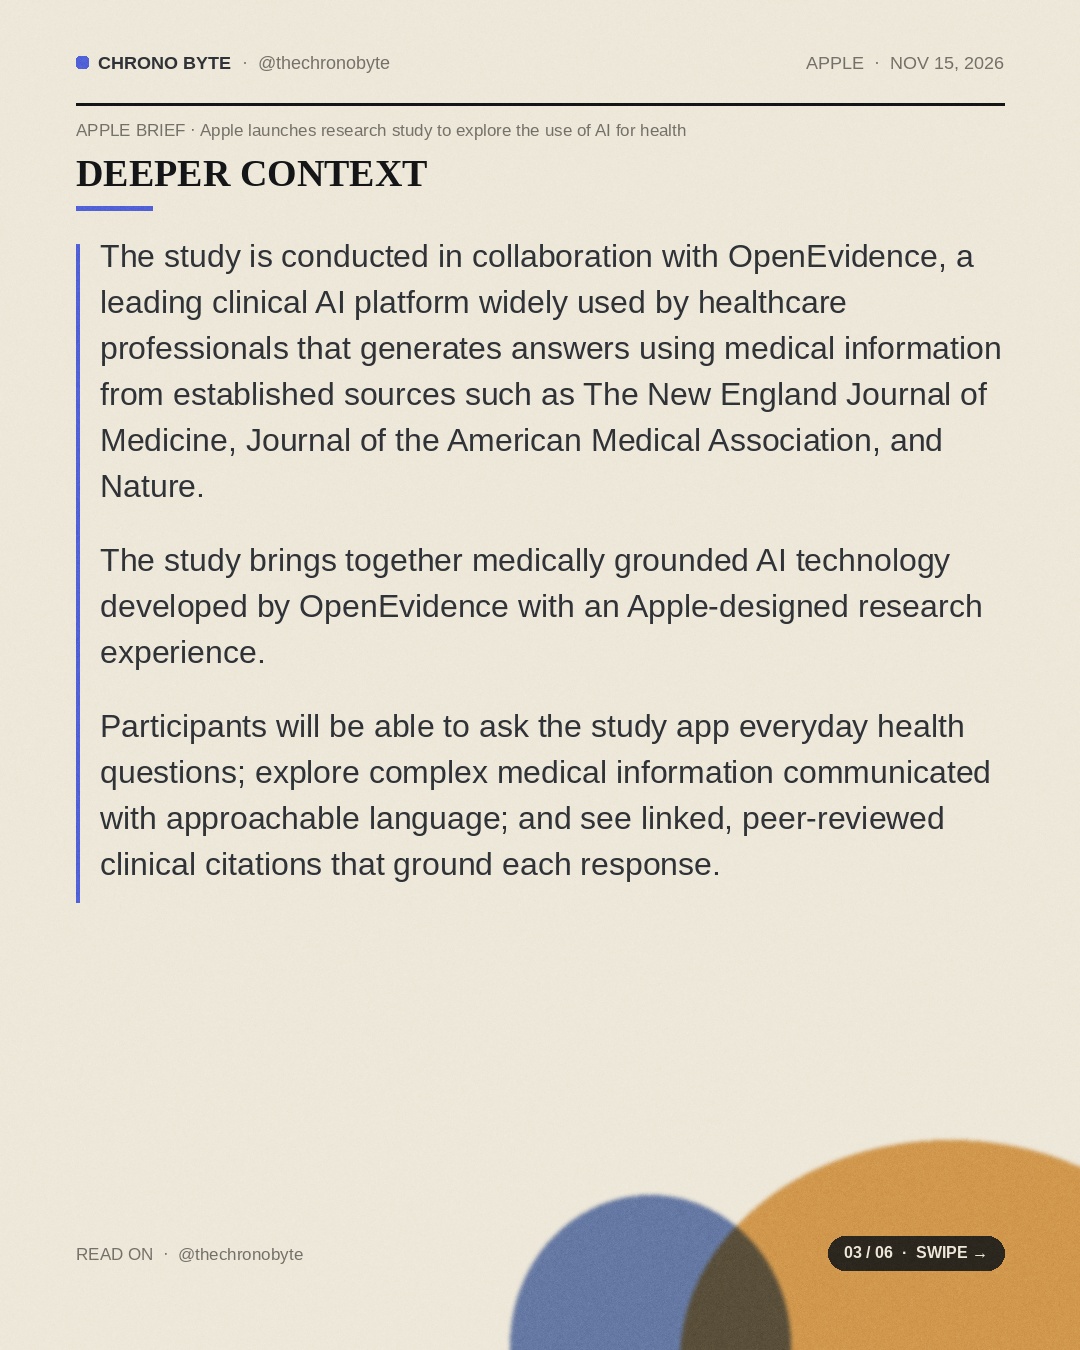 CHRONO BYTE · @thechronobyte
APPLE · NOV 15, 2026
APPLE BRIEF · Apple launches research study to explore the use of AI for health
DEEPER CONTEXT
The study is conducted in collaboration with OpenEvidence, a
leading clinical AI platform widely used by healthcare
professionals that generates answers using medical information
from established sources such as The New England Journal of
Medicine, Journal of the American Medical Association, and
Nature.
The study brings together medically grounded AI technology
developed by OpenEvidence with an Apple-designed research
experience.
Participants will be able to ask the study app everyday health
questions; explore complex medical information communicated
with approachable language; and see linked, peer-reviewed
clinical citations that ground each response.
READ ON · @thechronobyte
03 / 06 · SWIPE →